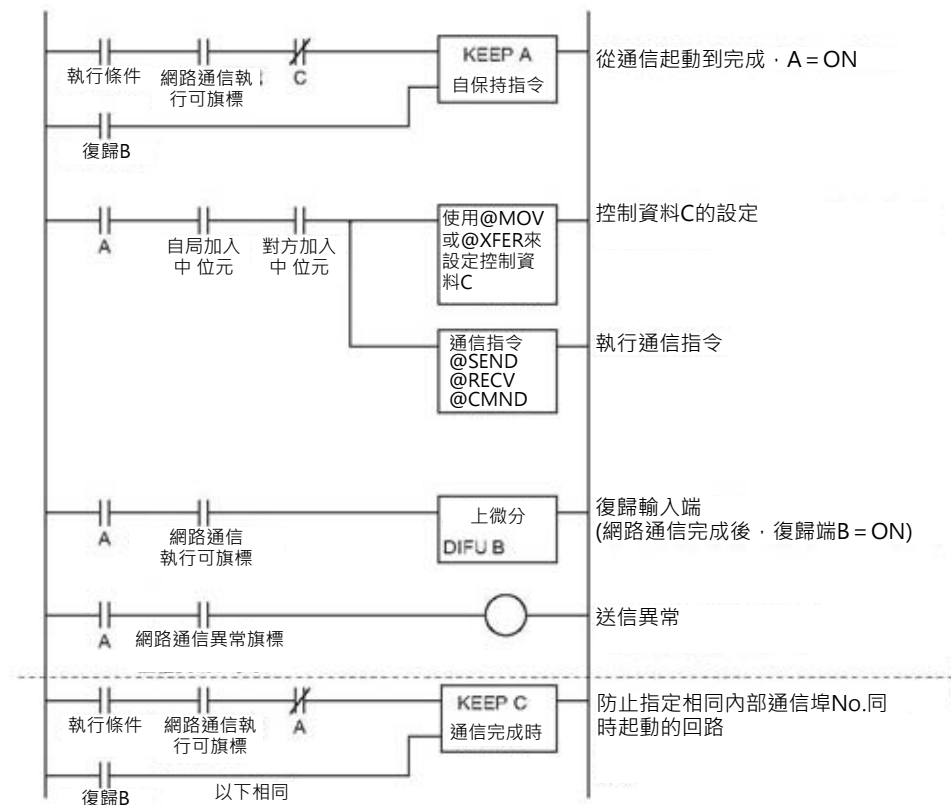 執行條件
網路通信執
行可旗標
C
KEEP A
自保持指令
從通信起動到完成，A＝ON
復歸B
A
自局加入
中 位元
對方加入
中 位元
使用@MOV
或@XFER來
設定控制資
料C
控制資料C的設定
通信指令
@SEND
@RECV
@CMND
執行通信指令
A
網路通信
執行可旗標
上微分
DIFU B
復歸輸入端
(網路通信完成後，復歸端B＝ON)
A
網路通信異常旗標
送信異常
執行條件
網路通信執
行可旗標
A
KEEP C
通信完成時
防止指定相同內部通信埠No.同
時起動的回路
復歸B
以下相同